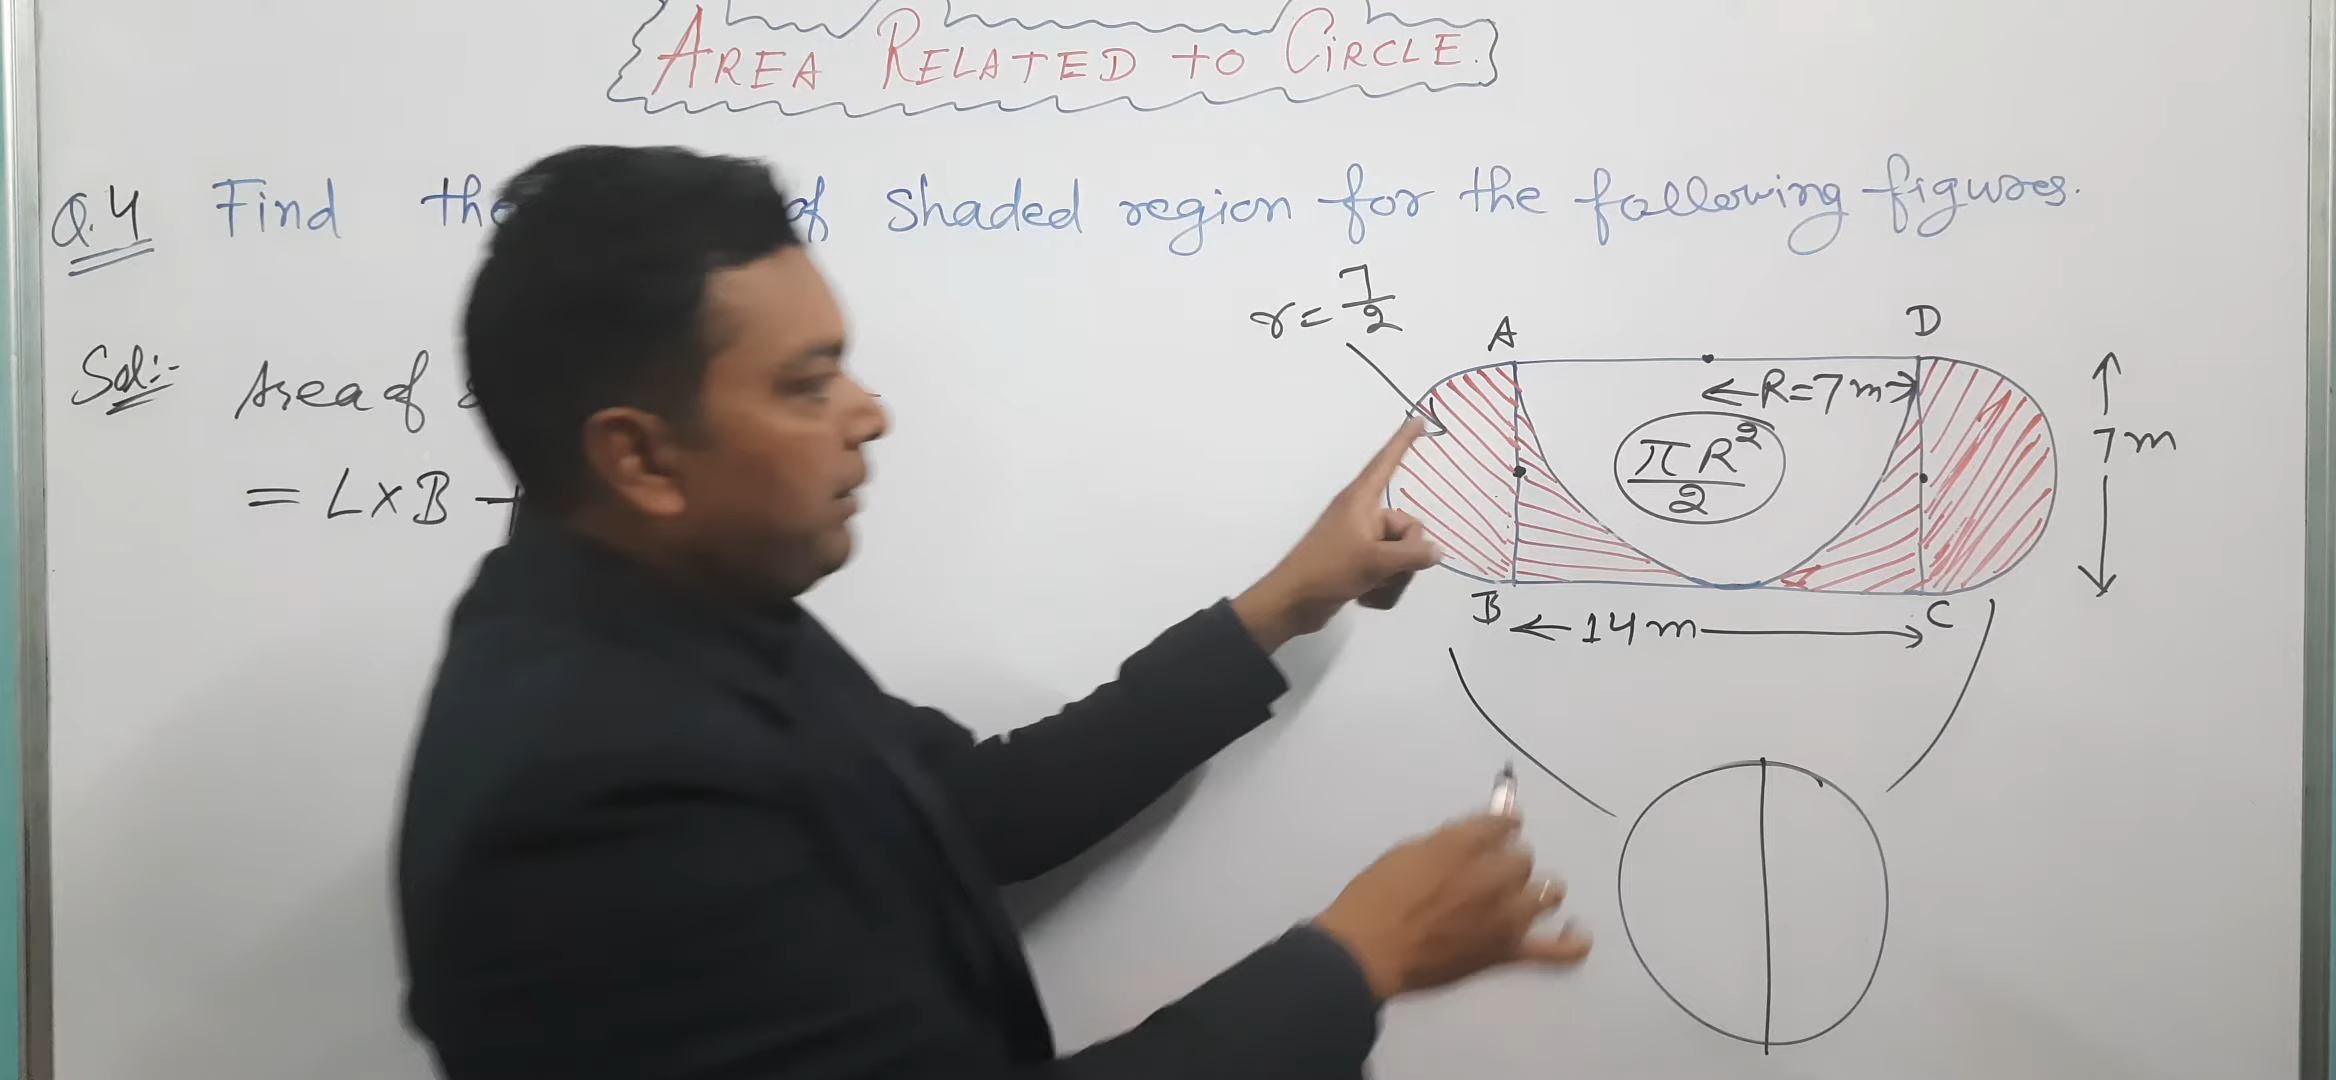 AREA RELATED TO CIRCLE.
Q.4 Find the of shaded region for the following figures.
r = 7/2
A
D
Sol:- Area of
R=7m
7m
πR²/2
= L×B +
B
14m
C